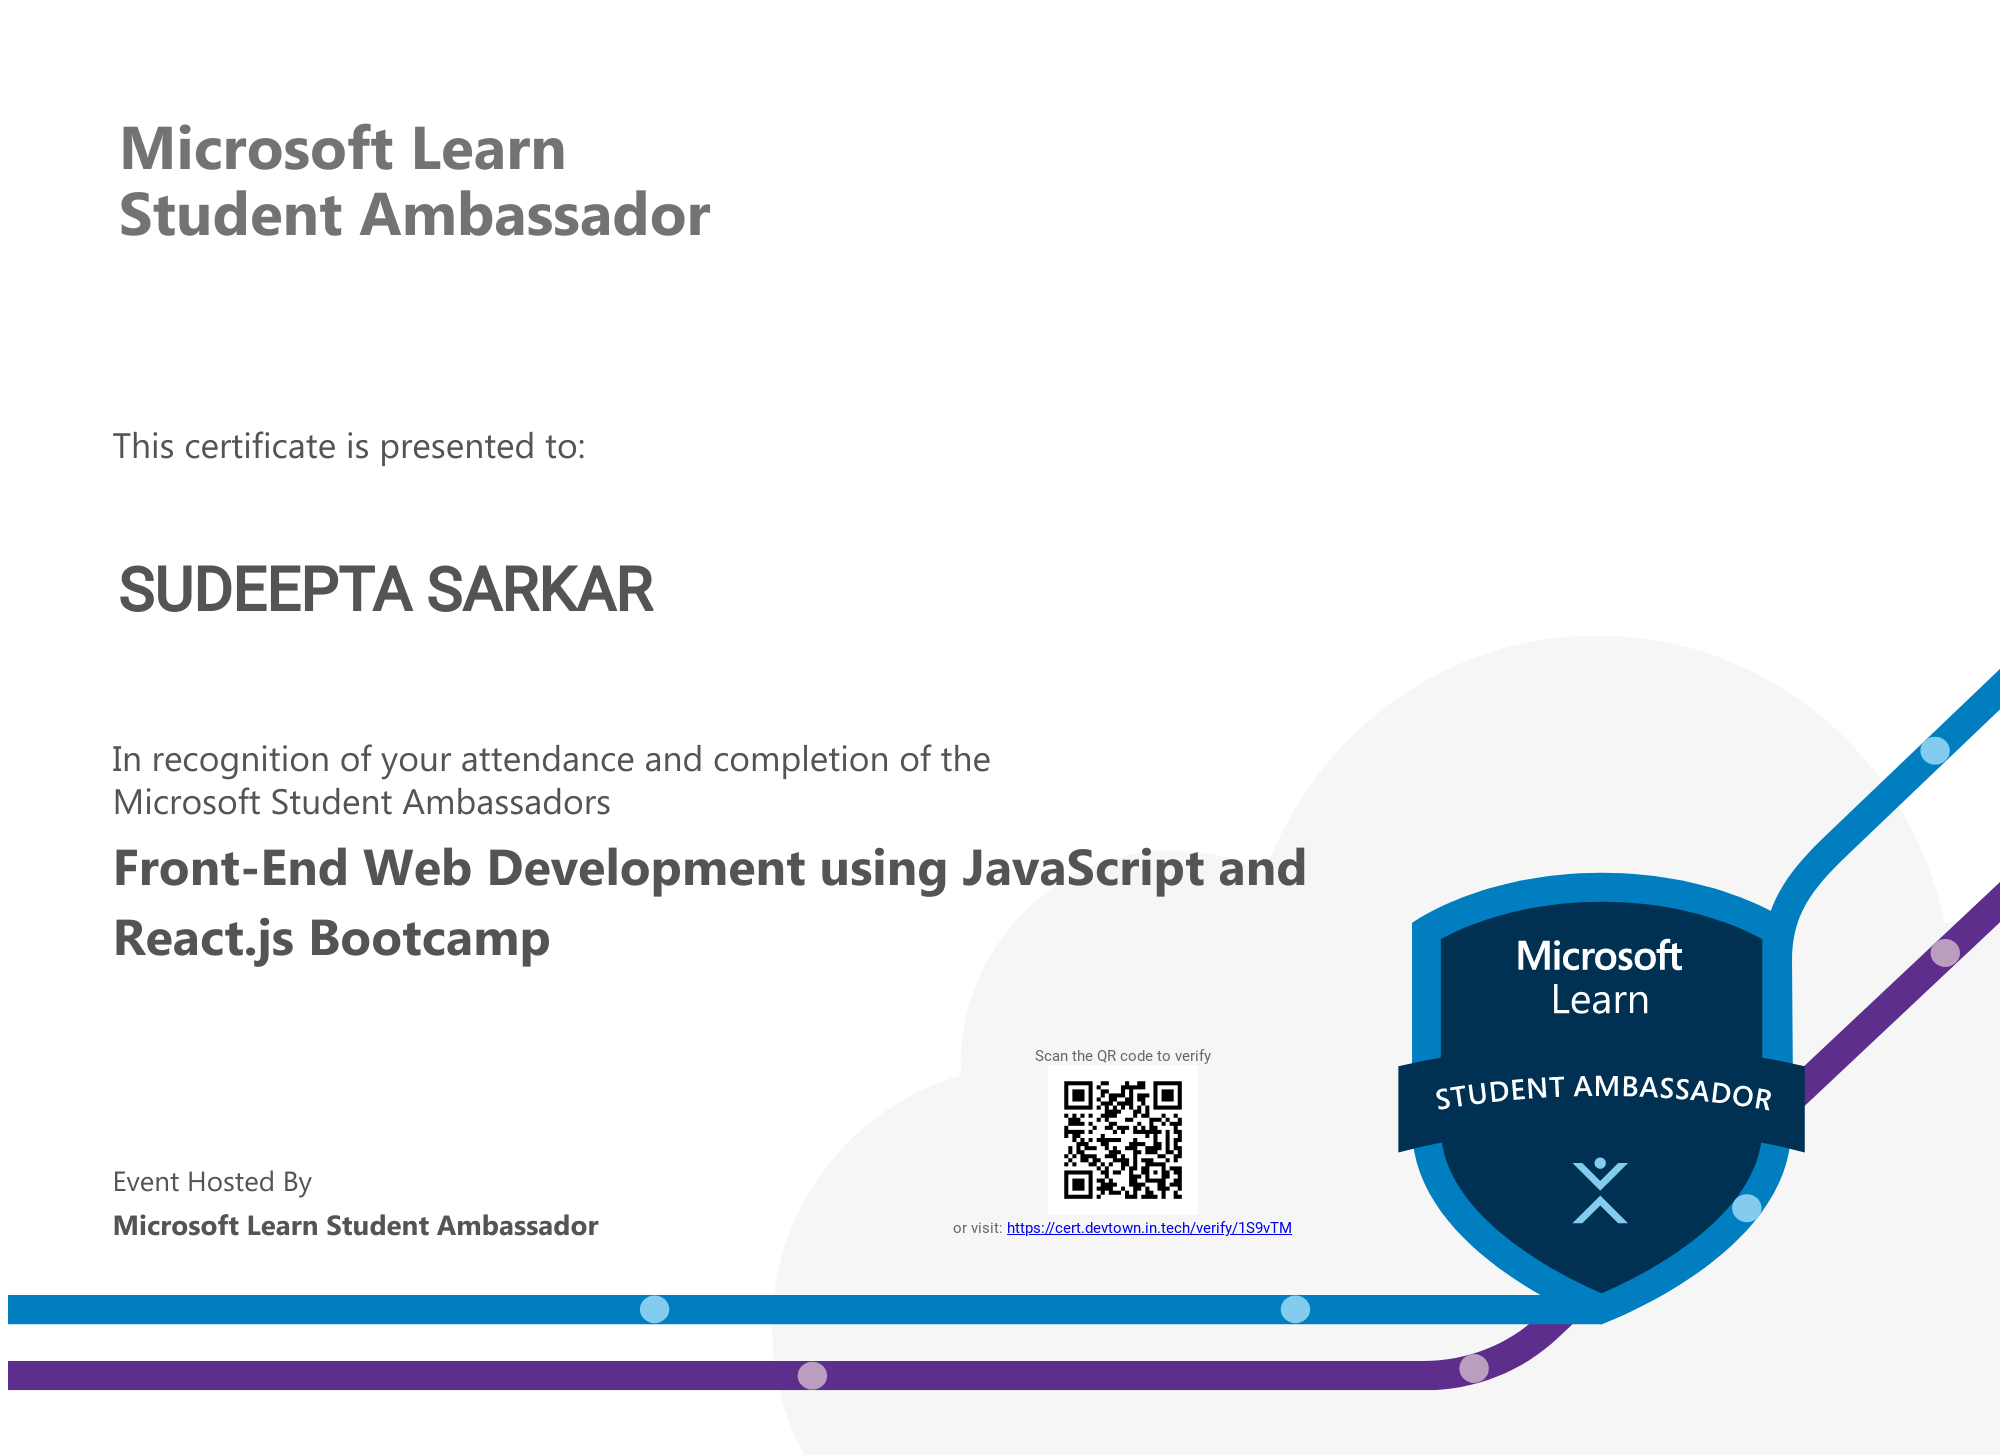 Microsoft Learn
Student Ambassador
This certificate is presented to:
SUDEEPTA SARKAR
In recognition of your attendance and completion of the
Microsoft Student Ambassadors
Front-End Web Development using JavaScript and
React.js Bootcamp
Scan the QR code to verify
or visit: https://cert.devtown.in.tech/verify/1S9vTM
Event Hosted By
Microsoft Learn Student Ambassador
Microsoft
Learn
STUDENT AMBASSADOR